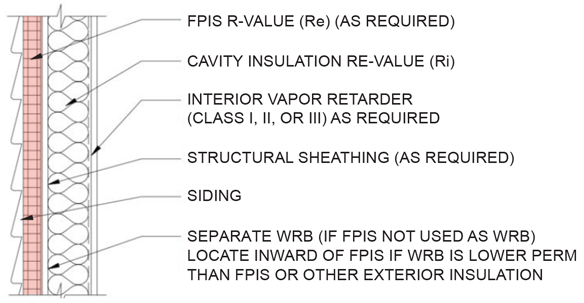 FPIS R-VALUE (Re) (AS REQUIRED)
CAVITY INSULATION RE-VALUE (Ri)
INTERIOR VAPOR RETARDER
(CLASS I, II, OR III) AS REQUIRED
STRUCTURAL SHEATHING (AS REQUIRED)
SIDING
SEPARATE WRB (IF FPIS NOT USED AS WRB)
LOCATE INWARD OF FPIS IF WRB IS LOWER PERM
THAN FPIS OR OTHER EXTERIOR INSULATION